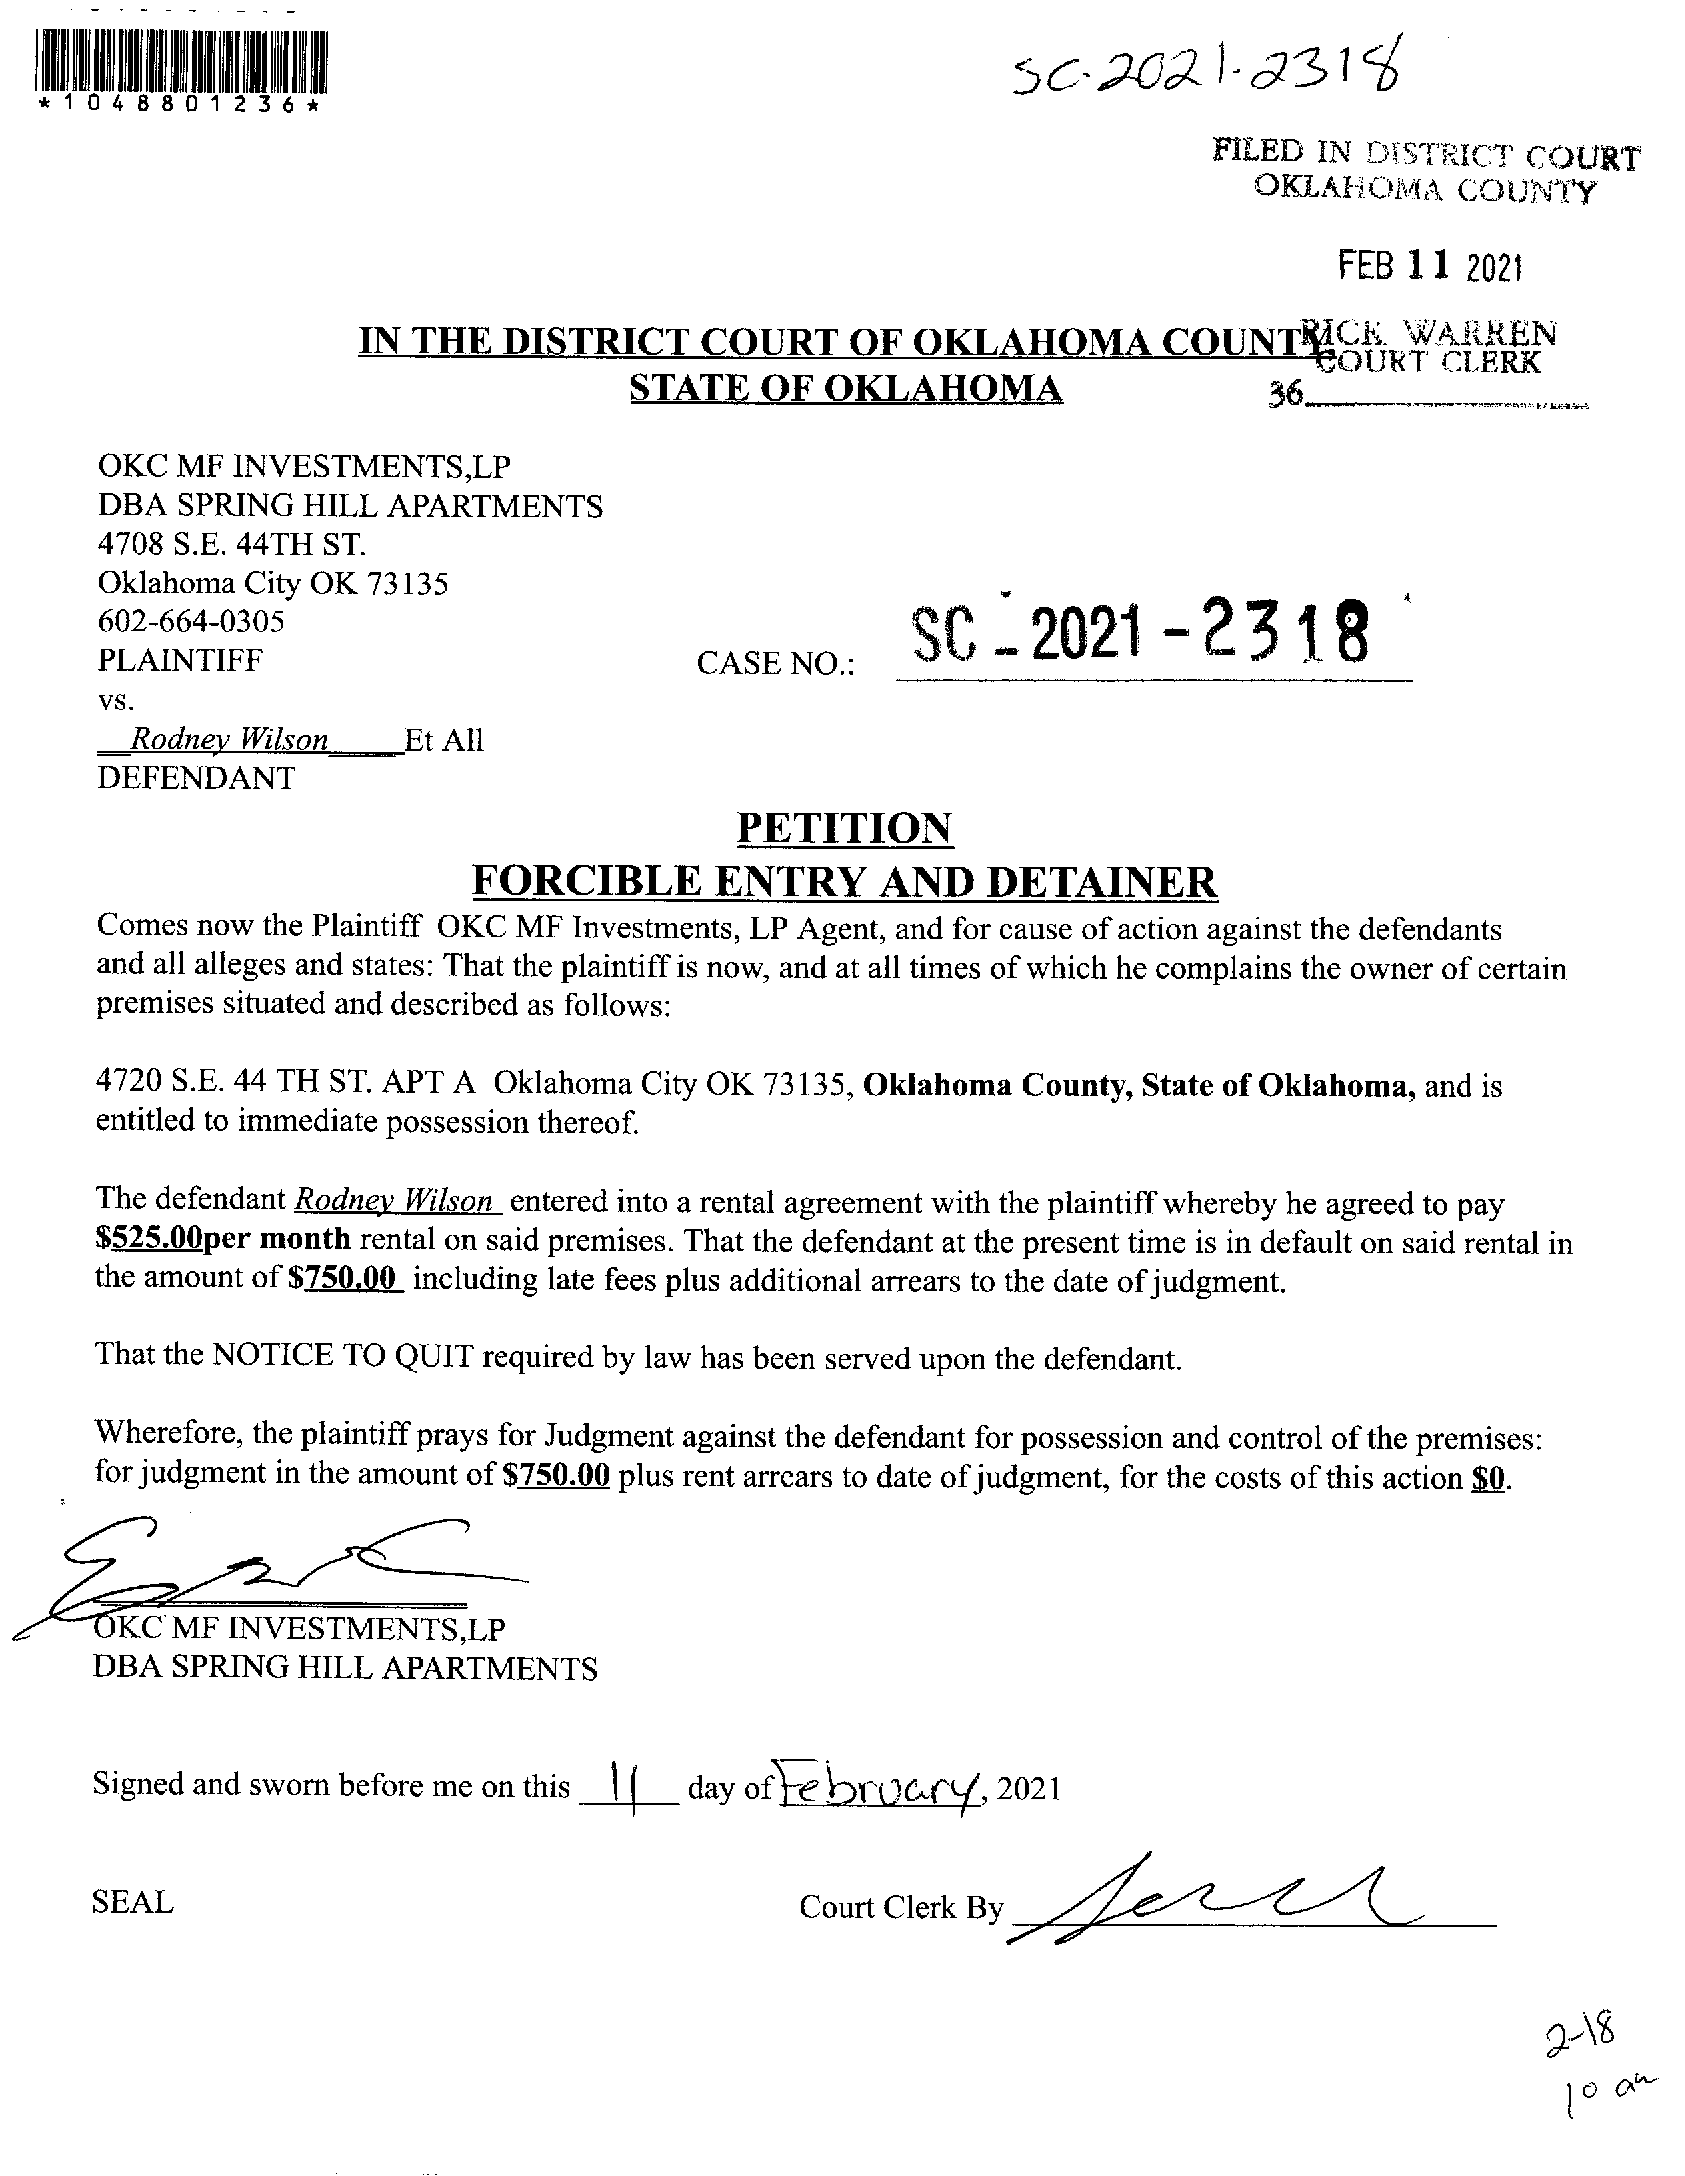 *1048801236*
SC-2021-2318
FILED IN DISTRICT COURT
OKLAHOMA COUNTY
FEB 11 2021
RICK WARREN
COURT CLERK
36
IN THE DISTRICT COURT OF OKLAHOMA COUNTY
STATE OF OKLAHOMA
OKC MF INVESTMENTS,LP
DBA SPRING HILL APARTMENTS
4708 S.E. 44TH ST.
Oklahoma City OK 73135
602-664-0305
PLAINTIFF
CASE NO.: SC-2021-2318
vs.
Rodney Wilson Et All
DEFENDANT
PETITION
FORCIBLE ENTRY AND DETAINER
Comes now the Plaintiff OKC MF Investments, LP Agent, and for cause of action against the defendants
and all alleges and states: That the plaintiff is now, and at all times of which he complains the owner of certain
premises situated and described as follows:
4720 S.E. 44 TH ST. APT A Oklahoma City OK 73135, Oklahoma County, State of Oklahoma, and is
entitled to immediate possession thereof.
The defendant Rodney Wilson entered into a rental agreement with the plaintiff whereby he agreed to pay
$525.00per month rental on said premises. That the defendant at the present time is in default on said rental in
the amount of $750.00 including late fees plus additional arrears to the date of judgment.
That the NOTICE TO QUIT required by law has been served upon the defendant.
Wherefore, the plaintiff prays for Judgment against the defendant for possession and control of the premises:
for judgment in the amount of $750.00 plus rent arrears to date of judgment, for the costs of this action $0.
OKC MF INVESTMENTS,LP
DBA SPRING HILL APARTMENTS
Signed and sworn before me on this 11 day of February, 2021
SEAL
Court Clerk By
2-18
10 am